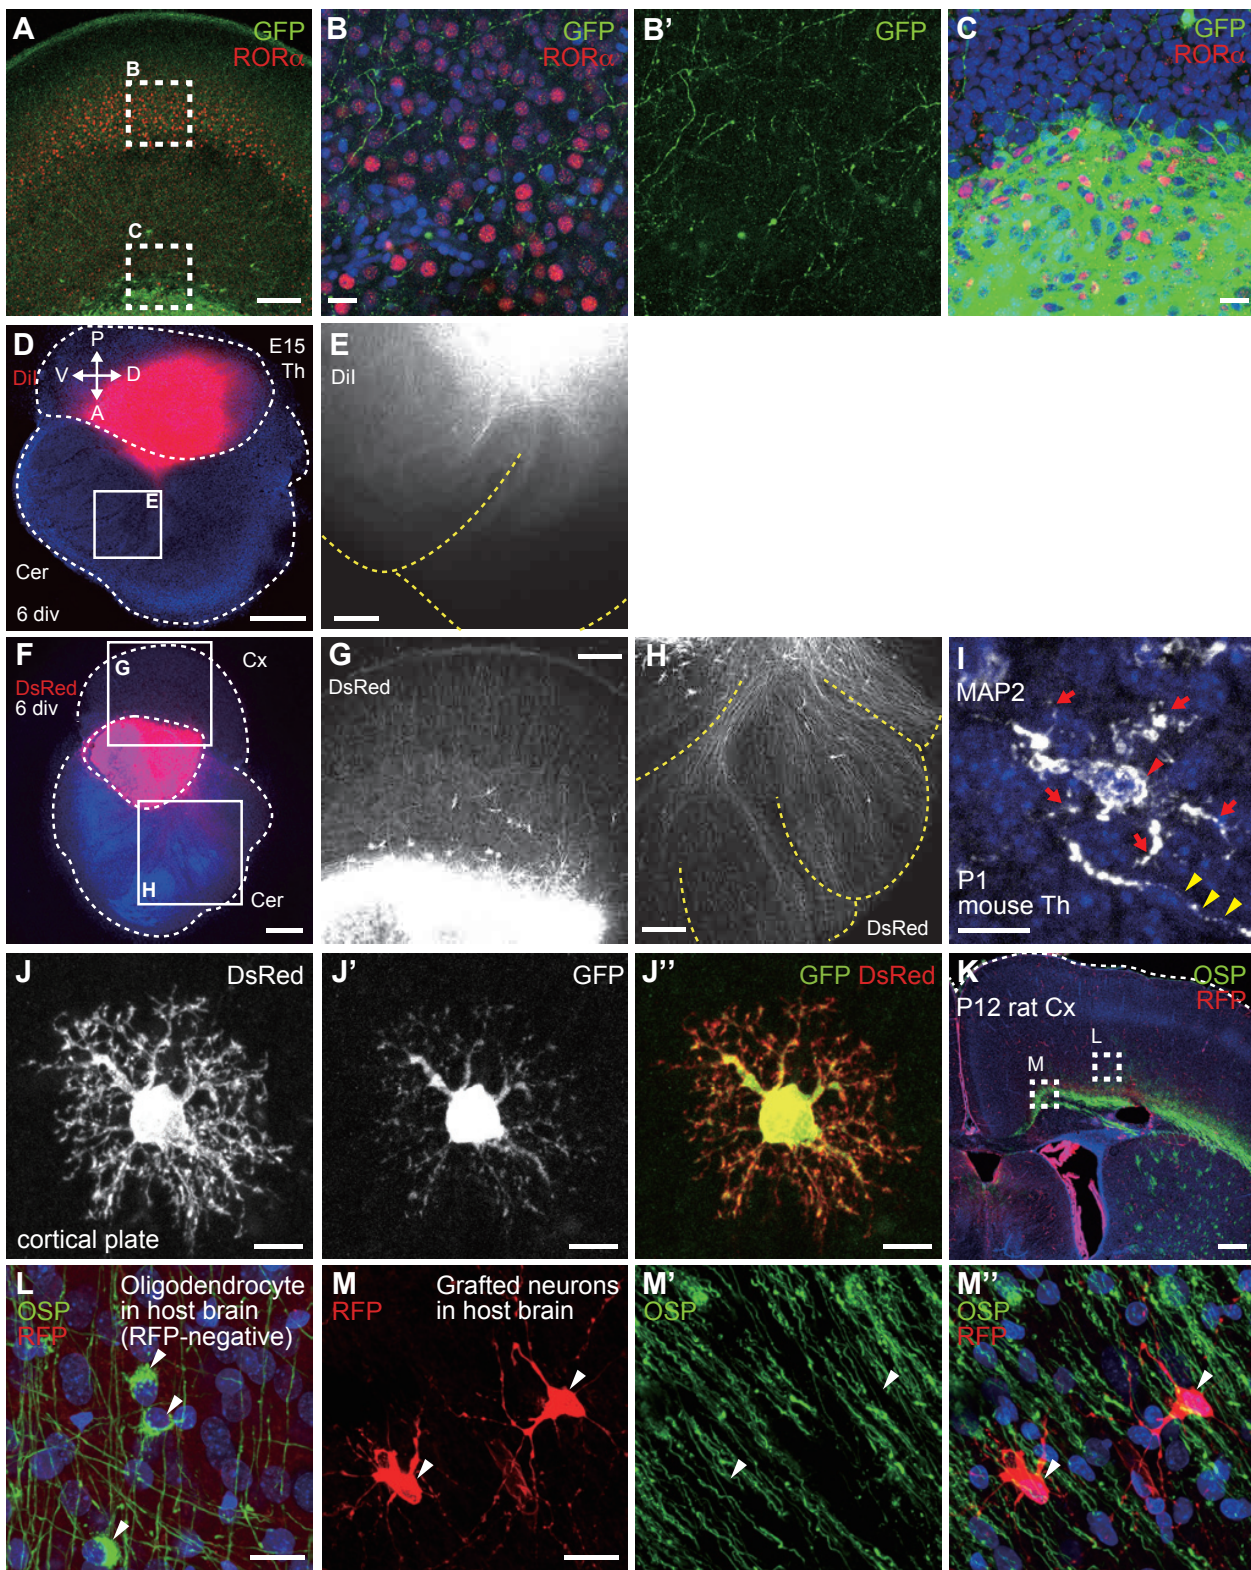 A
GFP
RORα
B
C
B
GFP
RORα
B’
GFP
C
GFP
RORα
D
P
E15
Th
DiI
V
D
A
E
Cer
6 div
E
DiI
F
G
Cx
DsRed
6 div
H
Cer
G
DsRed
H
DsRed
I
MAP2
P1
mouse Th
J
DsRed
cortical plate
J’
GFP
J’’
GFP DsRed
K
OSP
RFP
P12 rat Cx
L
M
L
Oligodendrocyte
OSP
in host brain
RFP
(RFP-negative)
M
Grafted neurons
RFP
in host brain
M’
OSP
M’’
OSP
RFP